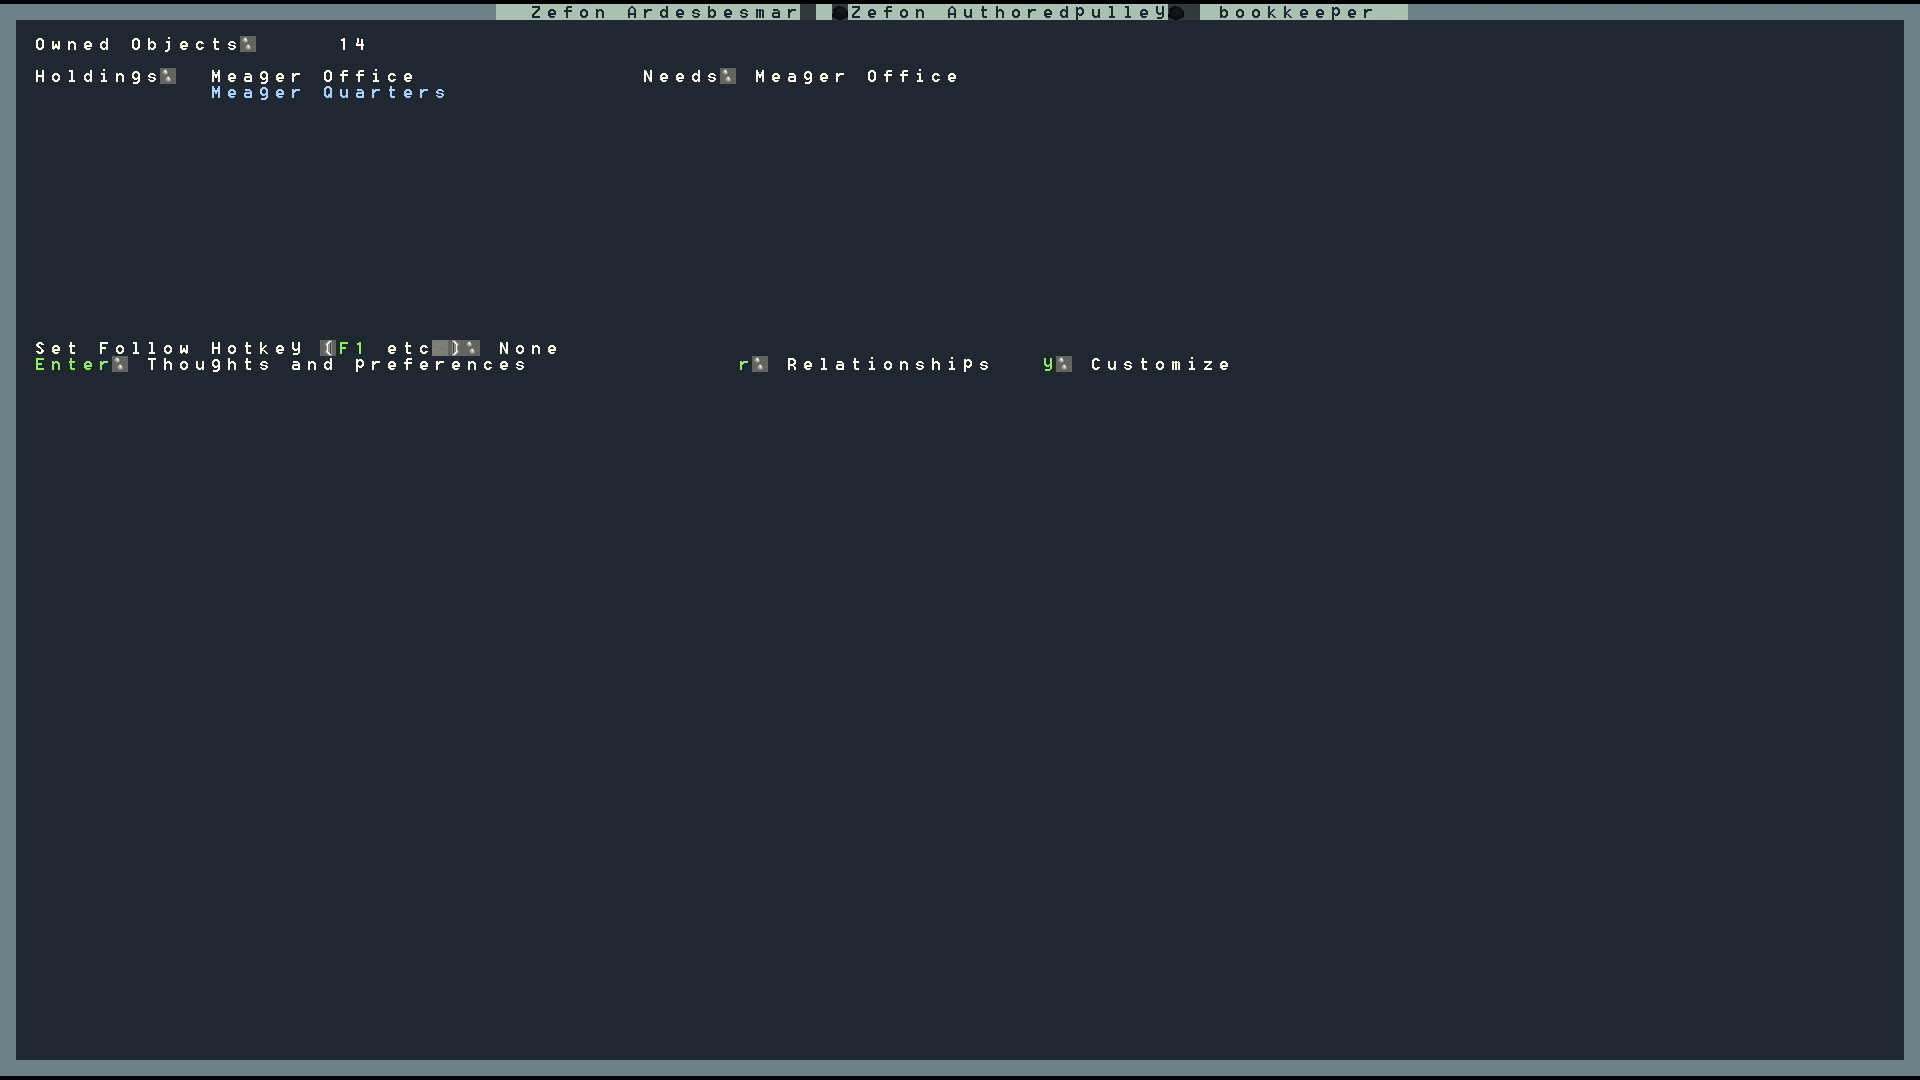 Zefon Ardesbesmar, "Zefon Authoredpulley", bookkeeper
Owned Objects: 14
Holdings: Meager Office Needs: Meager Office
Meager Quarters
Set Follow Hotkey (F1 etc.): None
Enter: Thoughts and preferences r: Relationships y: Customize